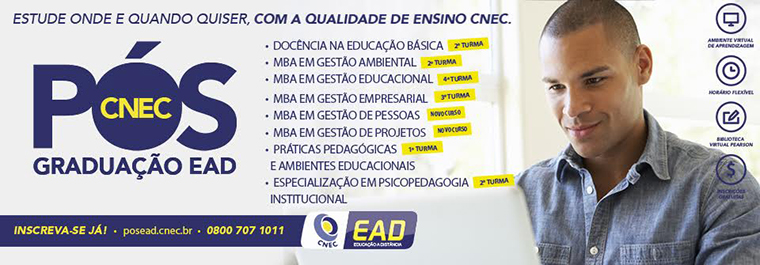 ESTUDE ONDE E QUANDO QUISER, COM A QUALIDADE DE ENSINO CNEC.
PÓS
CNEC
GRADUAÇÃO EAD
• DOCÊNCIA NA EDUCAÇÃO BÁSICA 2ª TURMA
• MBA EM GESTÃO AMBIENTAL 2ª TURMA
• MBA EM GESTÃO EDUCACIONAL 4ª TURMA
• MBA EM GESTÃO EMPRESARIAL 3ª TURMA
• MBA EM GESTÃO DE PESSOAS NOVO CURSO
• MBA EM GESTÃO DE PROJETOS NOVO CURSO
• PRÁTICAS PEDAGÓGICAS 1ª TURMA
E AMBIENTES EDUCACIONAIS
• ESPECIALIZAÇÃO EM PSICOPEDAGOGIA 2ª TURMA
INSTITUCIONAL
AMBIENTE VIRTUAL
DE APRENDIZAGEM
HORÁRIO FLEXÍVEL
BIBLIOTECA
VIRTUAL PEARSON
$
INSCRIÇÕES
INSCREVA-SE JÁ! • posead.cnec.br • 0800 707 1011
CNEC
EAD
EDUCAÇÃO A DISTÂNCIA